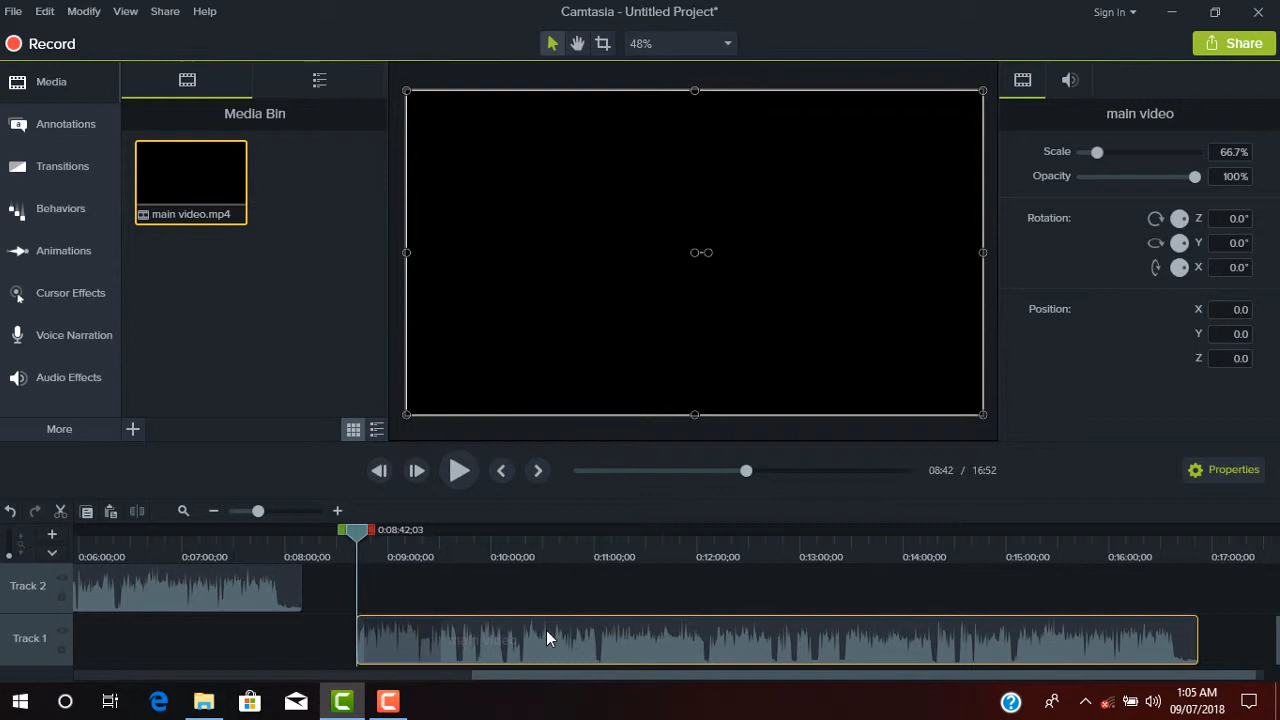 File Edit Modify View Share Help
Camtasia - Untitled Project*
Sign In
Record
48%
Share
Media
Annotations
Transitions
Behaviors
Animations
Cursor Effects
Voice Narration
Audio Effects
More
Media Bin
main video.mp4
main video
Scale 66.7%
Opacity 100%
Rotation: Z 0.0°
Y 0.0°
X 0.0°
Position: X 0.0
Y 0.0
Z 0.0
08:42 / 16:52
Properties
0:08:42;03
0:06:00;00 0:07:00;00 0:08:00;00 0:09:00;00 0:10:00;00 0:11:00;00 0:12:00;00 0:13:00;00 0:14:00;00 0:15:00;00 0:16:00;00 0:17:00;00
Track 2
Track 1
1:05 AM
09/07/2018